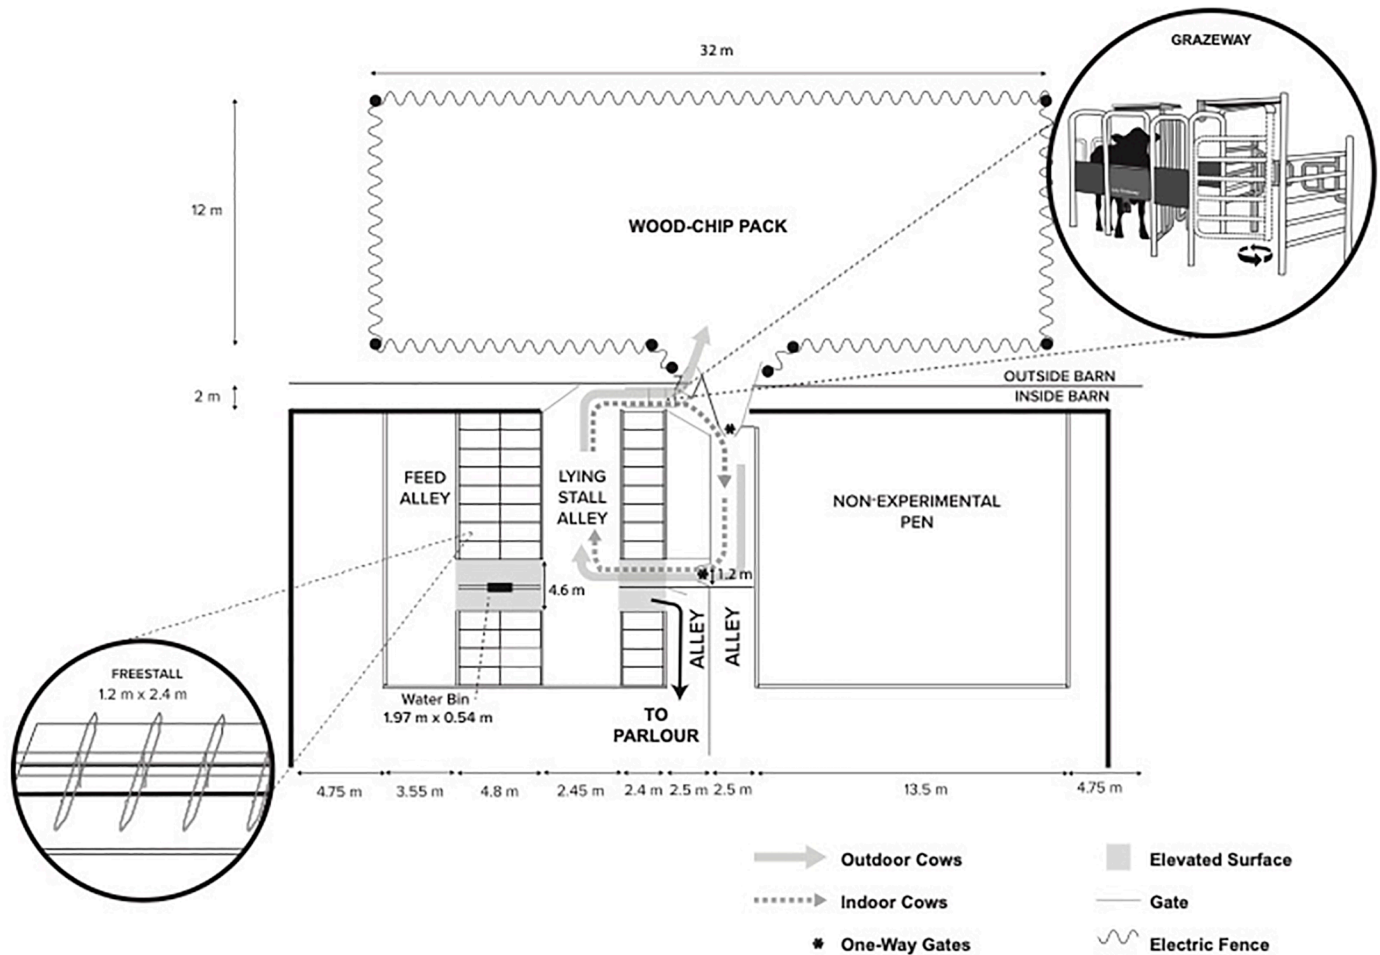 32 m
GRAZEWAY
12 m
WOOD-CHIP PACK
2 m
OUTSIDE BARN
INSIDE BARN
FEED
ALLEY
LYING
STALL
ALLEY
NON-EXPERIMENTAL
PEN
4.6 m
1.2 m
ALLEY
ALLEY
FREESTALL
1.2 m x 2.4 m
Water Bin
1.97 m x 0.54 m
TO
PARLOUR
4.75 m 3.55 m 4.8 m 2.45 m 2.4 m 2.5 m 2.5 m 13.5 m 4.75 m
Outdoor Cows
Elevated Surface
Indoor Cows
Gate
One-Way Gates
Electric Fence